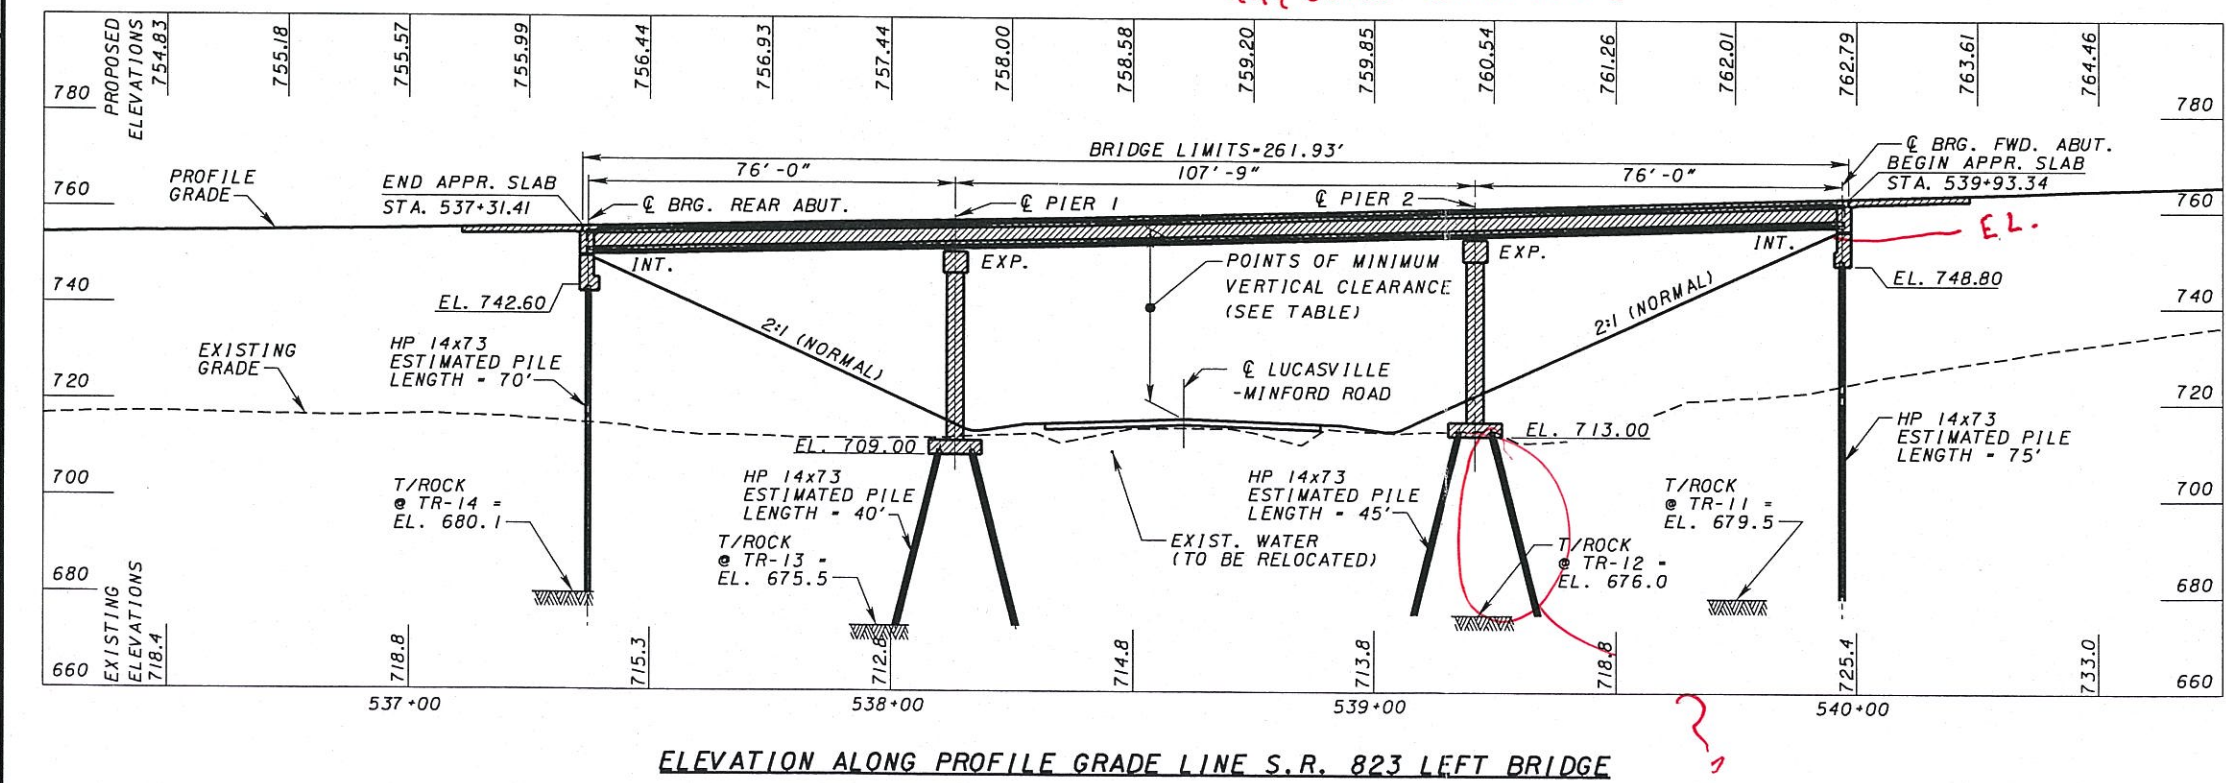 PROPOSED
ELEVATIONS
754.83
755.18
755.57
755.99
756.44
756.93
757.44
758.00
758.58
759.20
759.85
760.54
761.26
762.01
762.79
763.61
764.46
780
780
BRIDGE LIMITS=261.93'
76'-0"
107'-9"
76'-0"
PROFILE
GRADE
END APPR. SLAB
STA. 537+31.41
℄ BRG. REAR ABUT.
℄ PIER 1
℄ PIER 2
℄ BRG. FWD. ABUT.
BEGIN APPR. SLAB
STA. 539+93.34
760
760
EL.
INT.
EXP.
EXP.
INT.
POINTS OF MINIMUM
VERTICAL CLEARANCE
(SEE TABLE)
EL. 742.60
EL. 748.80
740
740
2:1 (NORMAL)
2:1 (NORMAL)
EXISTING
GRADE
HP 14x73
ESTIMATED PILE
LENGTH = 70'
℄ LUCASVILLE
-MINFORD ROAD
720
720
HP 14x73
ESTIMATED PILE
LENGTH = 75'
EL. 709.00
EL. 713.00
T/ROCK
@ TR-14 =
EL. 680.1
HP 14x73
ESTIMATED PILE
LENGTH = 40'
HP 14x73
ESTIMATED PILE
LENGTH = 45'
T/ROCK
@ TR-11 =
EL. 679.5
700
700
T/ROCK
@ TR-13 =
EL. 675.5
EXIST. WATER
(TO BE RELOCATED)
T/ROCK
@ TR-12 =
EL. 676.0
680
680
660
EXISTING
ELEVATIONS
718.4
718.8
715.3
712.8
714.8
713.8
718.8
725.4
733.0
660
537+00
538+00
539+00
540+00
?
ELEVATION ALONG PROFILE GRADE LINE S.R. 823 LEFT BRIDGE